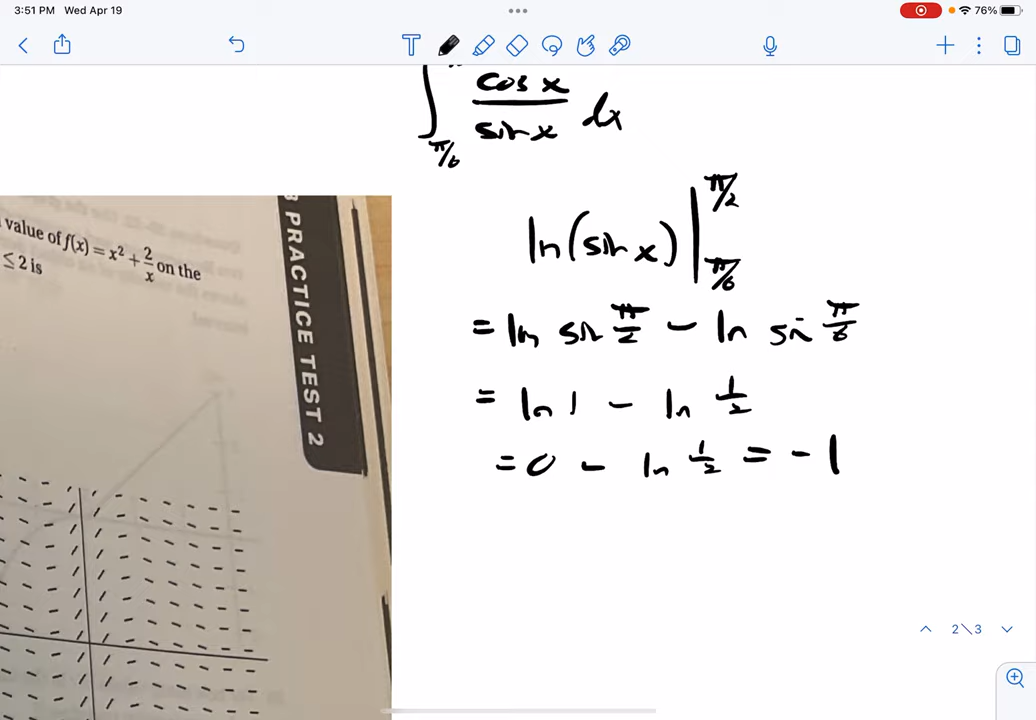 3:51 PM Wed Apr 19
76%
∫ cos x / sin x dx
π/6
ln(sin x) |
π/2
π/6
= ln sin π/2 − ln sin π/6
= ln 1 − ln 1/2
= 0 − ln 1/2 = −1
value of f(x) = x² + 2/x on the
≤ 2 is
PRACTICE TEST 2
2\3